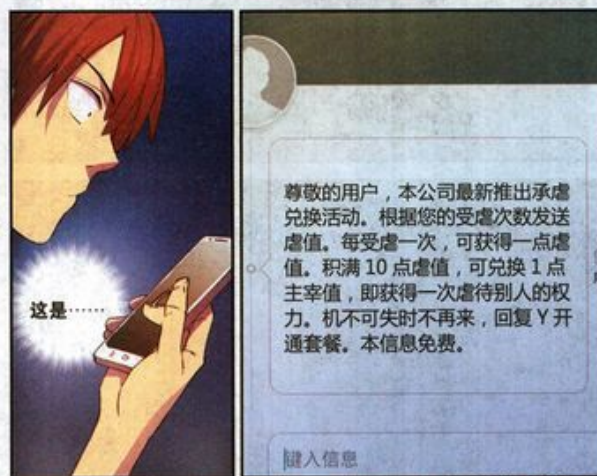 这是……
尊敬的用户，本公司最新推出承虐
兑换活动。根据您的受虐次数发送
虐值。每受虐一次，可获得一点虐
值。积满 10 点虐值，可兑换 1 点
主宰值，即获得一次虐待别人的权
力。机不可失时不再来，回复 Y 开
通套餐。本信息免费。
键入信息